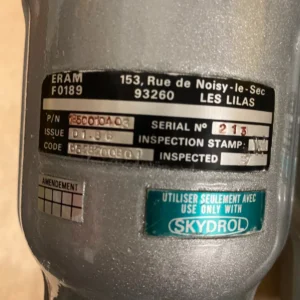 ERAM 153, Rue de Noisy-le-Sec
F0189 93260 LES LILAS
P/N
ISSUE SERIAL Nº 213
CODE INSPECTION STAMP
INSPECTED
AMENDEMENT
UTILISER SEULEMENT AVEC
USE ONLY WITH
SKYDROL